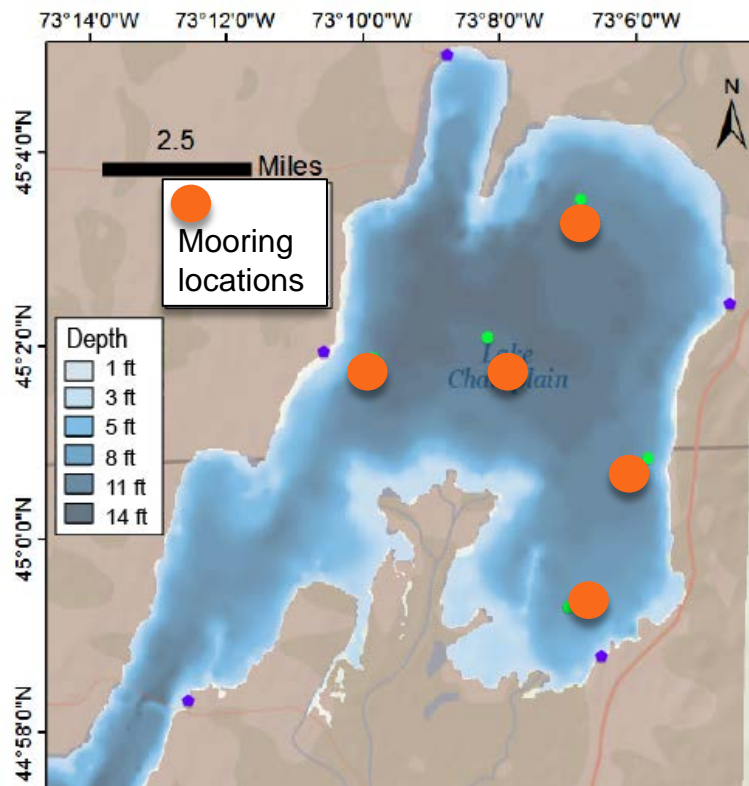 73°14'0"W 73°12'0"W 73°10'0"W 73°8'0"W 73°6'0"W
N
45°4'0"N
2.5
Miles
Mooring
locations
45°2'0"N
Depth
1 ft
3 ft
5 ft
8 ft
11 ft
14 ft
Lake
Champlain
45°0'0"N
44°58'0"N